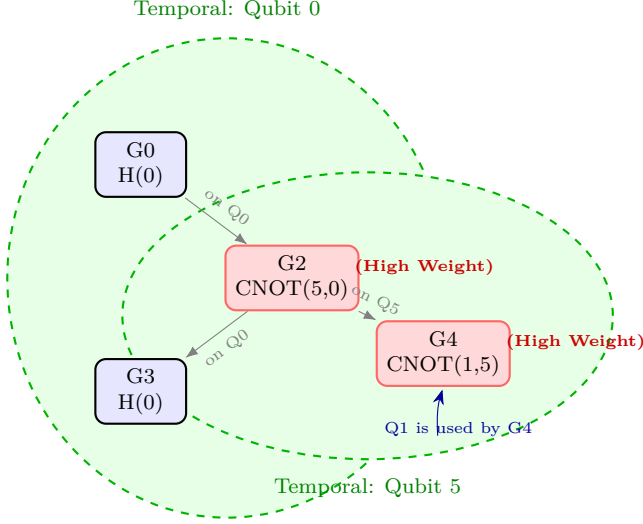 Temporal: Qubit 0
G0
H(0)
on Q0
G2
CNOT(5,0)
(High Weight)
on Q5
on Q0
G4
CNOT(1,5)
(High Weight)
G3
H(0)
Q1 is used by G4
Temporal: Qubit 5